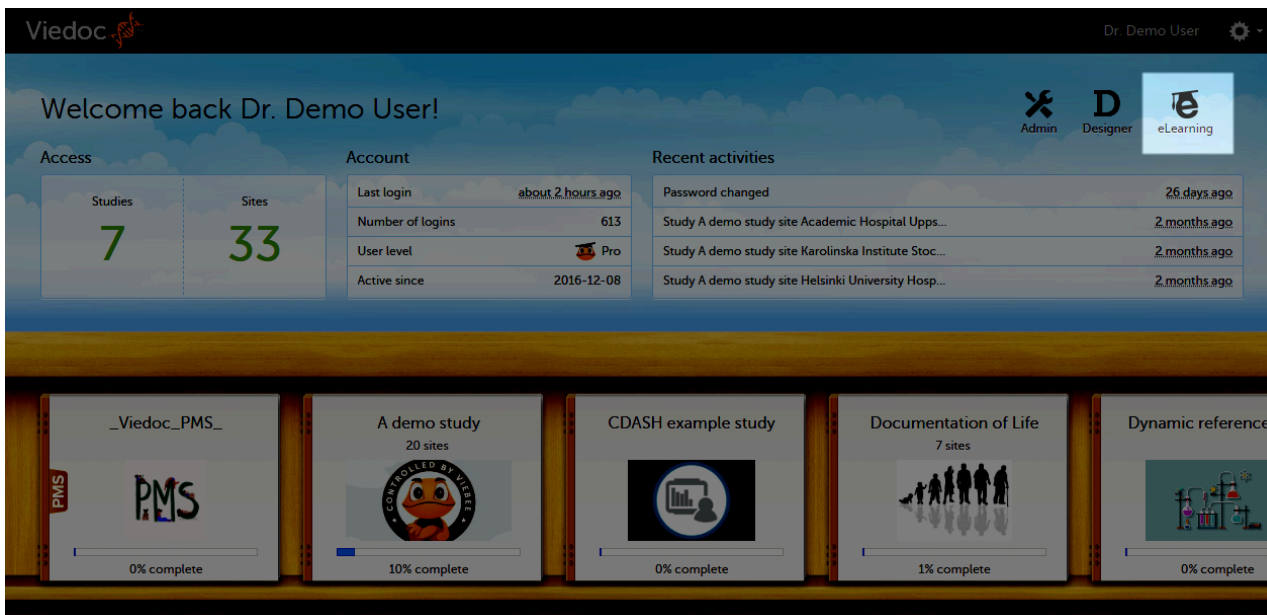 Viedoc
Dr. Demo User
Welcome back Dr. Demo User!
Admin
Designer
eLearning
Access
Studies
7
Sites
33
Account
Last login about 2 hours ago
Number of logins 613
User level Pro
Active since 2016-12-08
Recent activities
Password changed 26 days ago
Study A demo study site Academic Hospital Upps... 2 months ago
Study A demo study site Karolinska Institute Stoc... 2 months ago
Study A demo study site Helsinki University Hosp... 2 months ago
_Viedoc_PMS_
PMS
PMS
0% complete
A demo study
20 sites
CONTROLLED BY VIEBEE
10% complete
CDASH example study
0% complete
Documentation of Life
7 sites
1% complete
Dynamic reference
0% complete